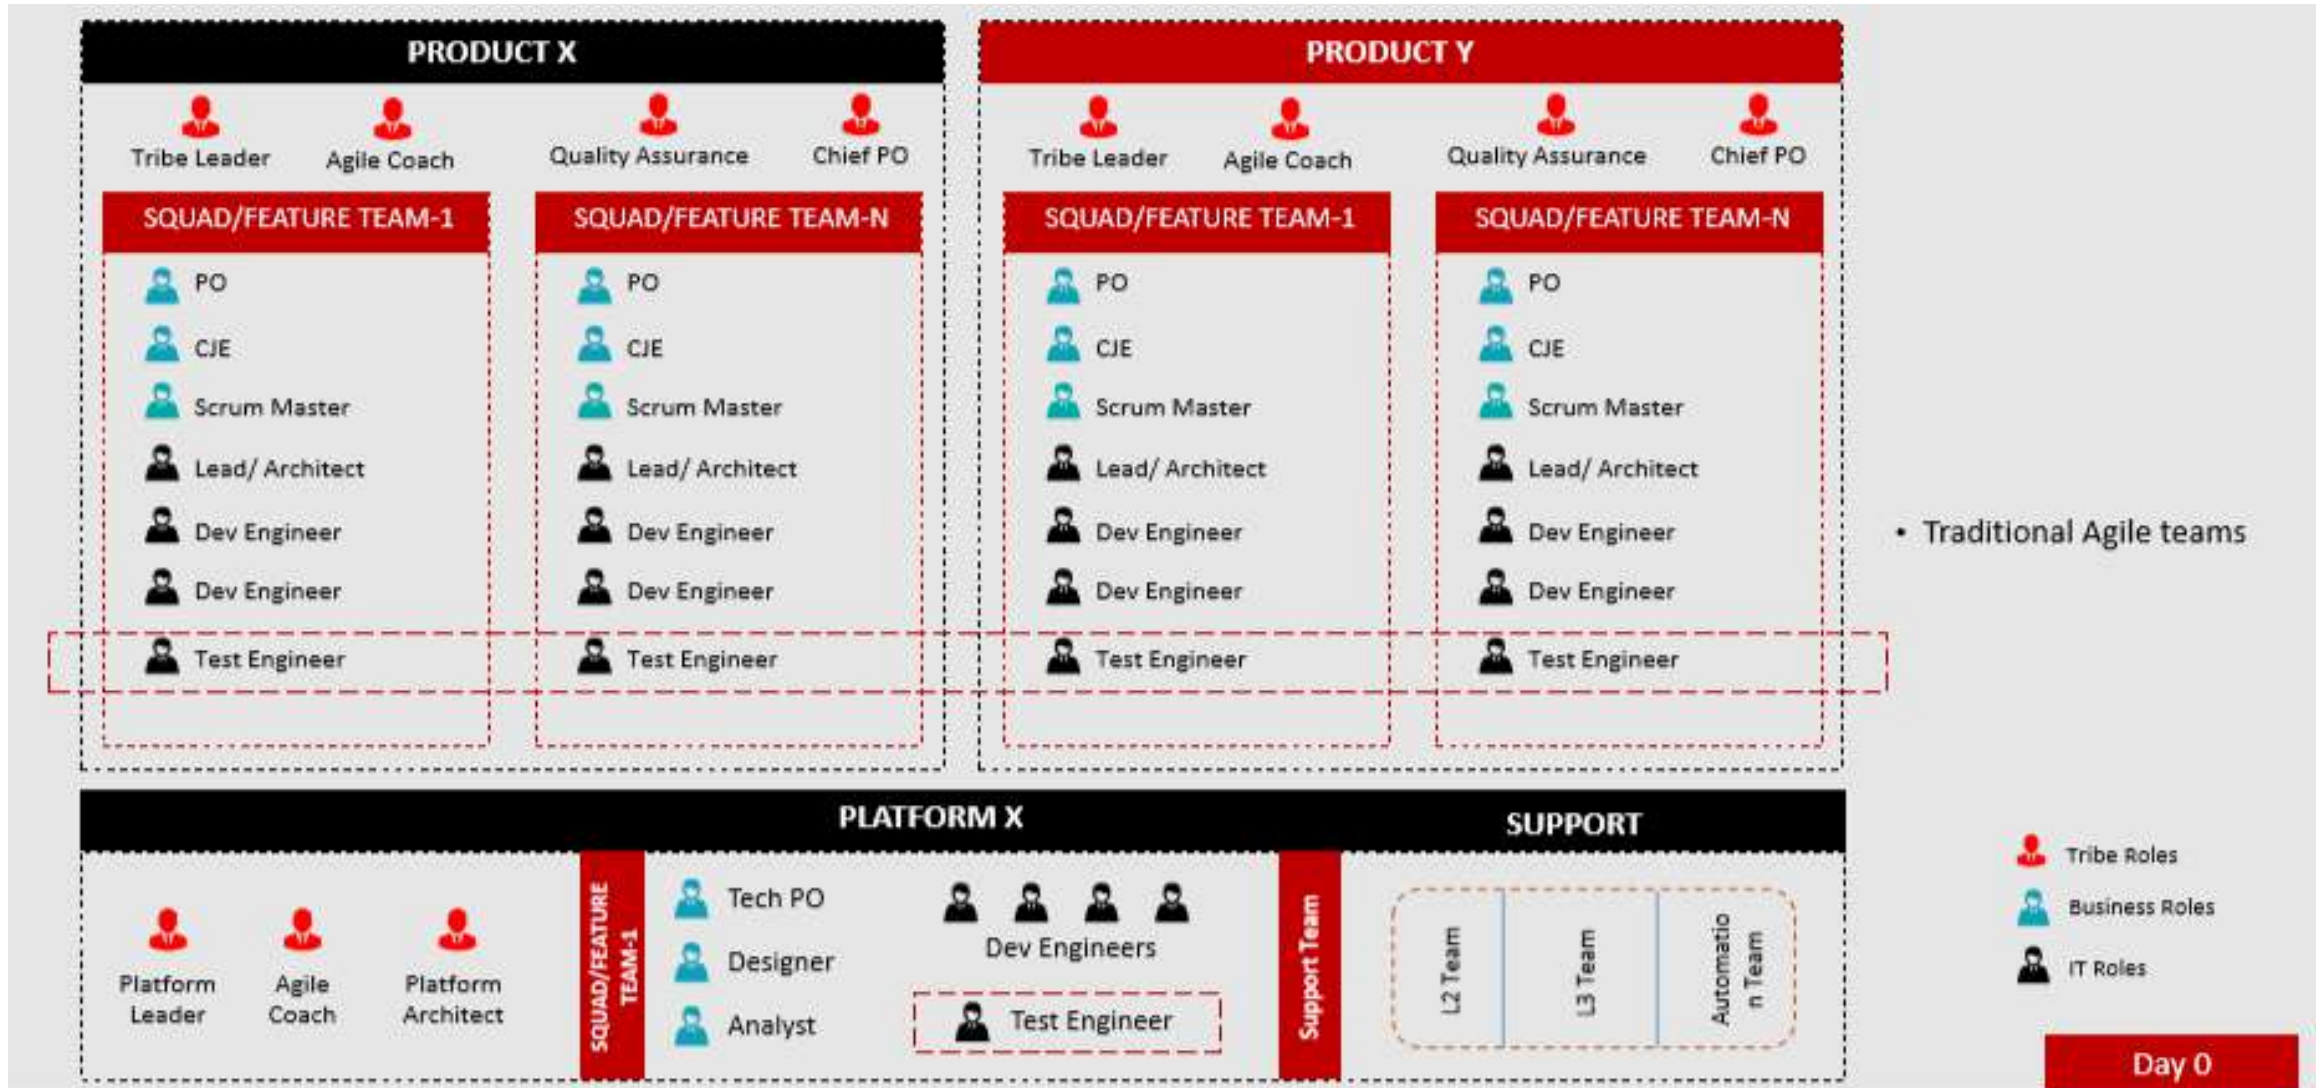 PRODUCT X
Tribe Leader
Agile Coach
Quality Assurance
Chief PO
SQUAD/FEATURE TEAM-1
PO
CJE
Scrum Master
Lead/ Architect
Dev Engineer
Dev Engineer
Test Engineer
SQUAD/FEATURE TEAM-N
PO
CJE
Scrum Master
Lead/ Architect
Dev Engineer
Dev Engineer
Test Engineer
PRODUCT Y
Tribe Leader
Agile Coach
Quality Assurance
Chief PO
SQUAD/FEATURE TEAM-1
PO
CJE
Scrum Master
Lead/ Architect
Dev Engineer
Dev Engineer
Test Engineer
SQUAD/FEATURE TEAM-N
PO
CJE
Scrum Master
Lead/ Architect
Dev Engineer
Dev Engineer
Test Engineer
• Traditional Agile teams
PLATFORM X
Platform
Leader
Agile
Coach
Platform
Architect
SQUAD/FEATURE
TEAM-1
Tech PO
Designer
Analyst
Dev Engineers
Test Engineer
SUPPORT
Support Team
L2 Team
L3 Team
Automatio
n Team
Tribe Roles
Business Roles
IT Roles
Day 0